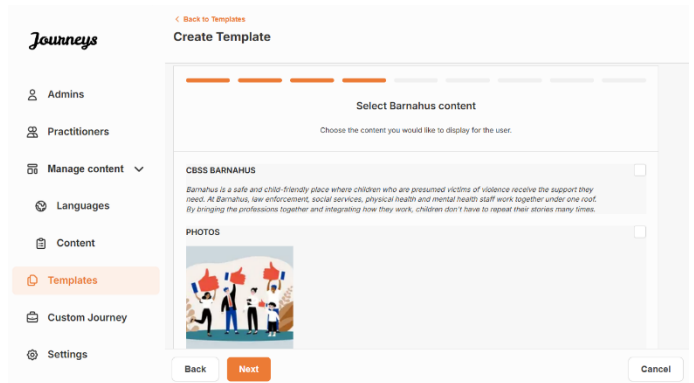 Journeys
Admins
Practitioners
Manage content
Languages
Content
Templates
Custom Journey
Settings
Back to Templates
Create Template
Select Barnahus content
Choose the content you would like to display for the user.
CBSS BARNAHUS
Barnahus is a safe and child-friendly place where children who are presumed victims of violence receive the support they
need. At Barnahus, law enforcement, social services, physical health and mental health staff work together under one roof.
By bringing the professions together and integrating how they work, children don't have to repeat their stories many times.
PHOTOS
Back
Next
Cancel